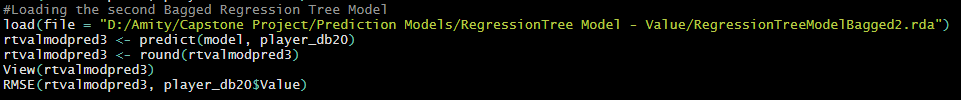 #Loading the second Bagged Regression Tree Model
load(file = "D:/Amity/Capstone Project/Prediction Models/RegressionTree Model - Value/RegressionTreeModelBagged2.rda")
rtvalmodpred3 <- predict(model, player_db20)
rtvalmodpred3 <- round(rtvalmodpred3)
View(rtvalmodpred3)
RMSE(rtvalmodpred3, player_db20$Value)